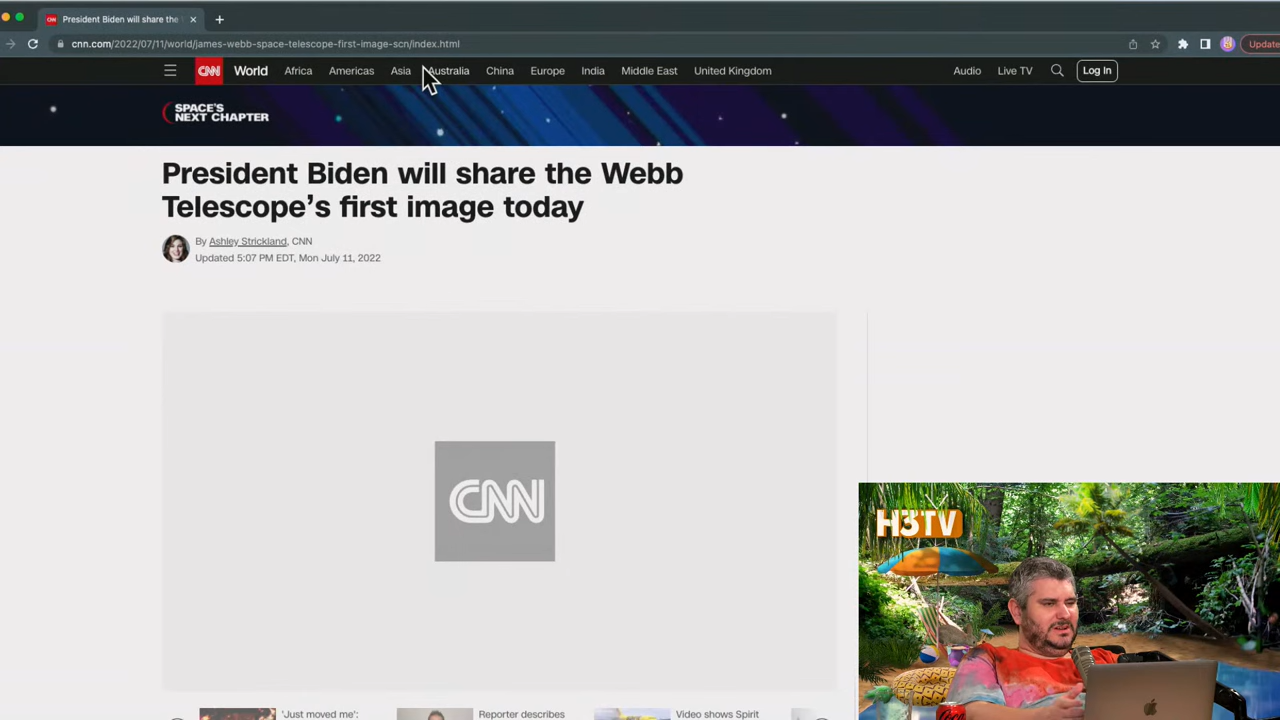 President Biden will share the
cnn.com/2022/07/11/world/james-webb-space-telescope-first-image-scn/index.html
Update
CNN World Africa Americas Asia Australia China Europe India Middle East United Kingdom Audio Live TV Log In
SPACE'S
NEXT CHAPTER
President Biden will share the Webb
Telescope's first image today
By Ashley Strickland, CNN
Updated 5:07 PM EDT, Mon July 11, 2022
CNN
H3TV
'Just moved me':
Reporter describes
Video shows Spirit